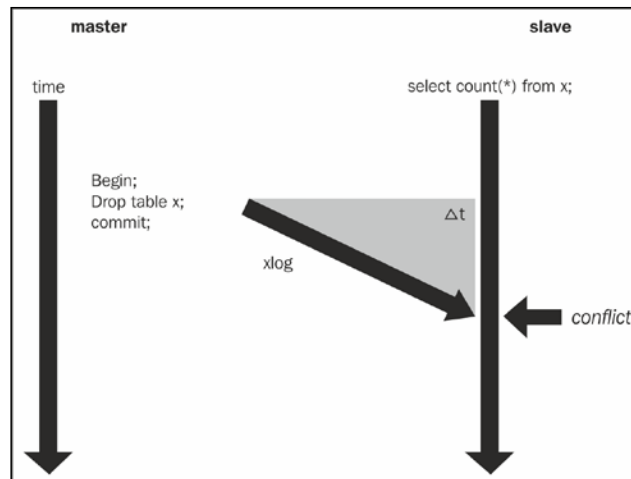 master
slave
time
select count(*) from x;
Begin;
Drop table x;
commit;
Δt
xlog
conflict